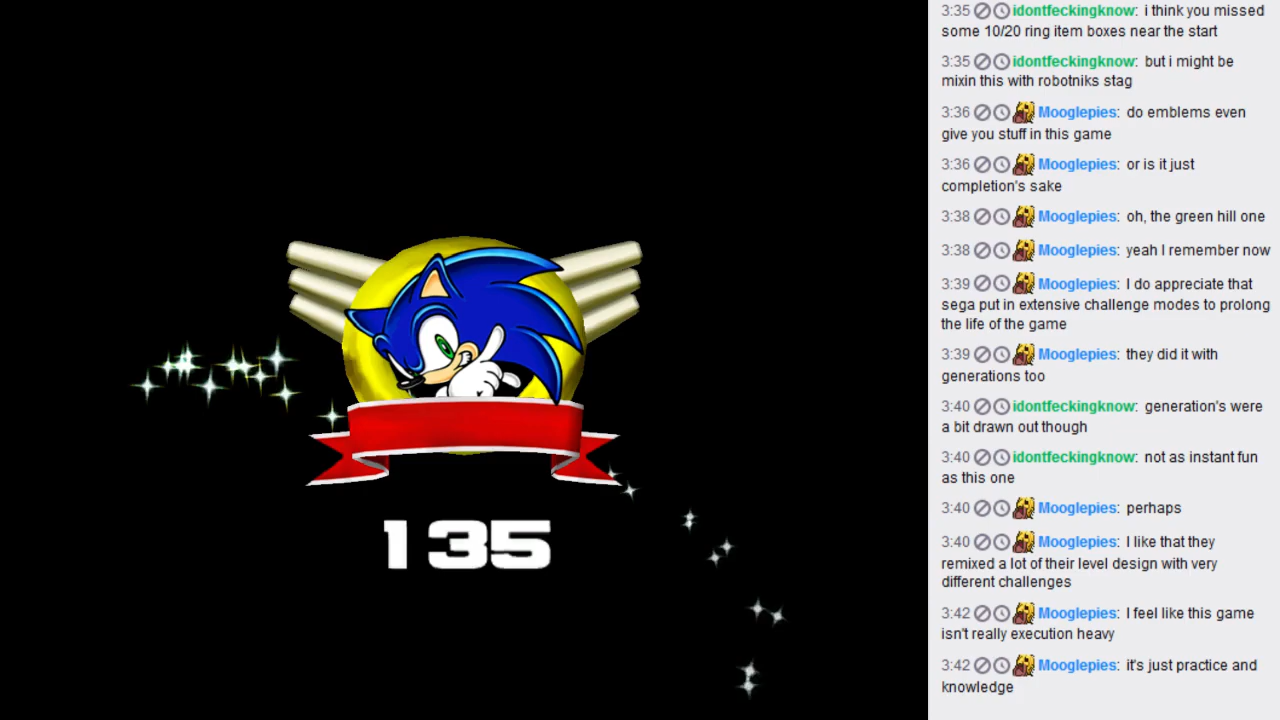 135
3:35 idontfeckingknow: i think you missed
some 10/20 ring item boxes near the start
3:35 idontfeckingknow: but i might be
mixin this with robotniks stag
3:36 Mooglepies: do emblems even
give you stuff in this game
3:36 Mooglepies: or is it just
completion's sake
3:38 Mooglepies: oh, the green hill one
3:38 Mooglepies: yeah I remember now
3:39 Mooglepies: I do appreciate that
sega put in extensive challenge modes to prolong
the life of the game
3:39 Mooglepies: they did it with
generations too
3:40 idontfeckingknow: generation's were
a bit drawn out though
3:40 idontfeckingknow: not as instant fun
as this one
3:40 Mooglepies: perhaps
3:40 Mooglepies: I like that they
remixed a lot of their level design with very
different challenges
3:42 Mooglepies: I feel like this game
isn't really execution heavy
3:42 Mooglepies: it's just practice and
knowledge